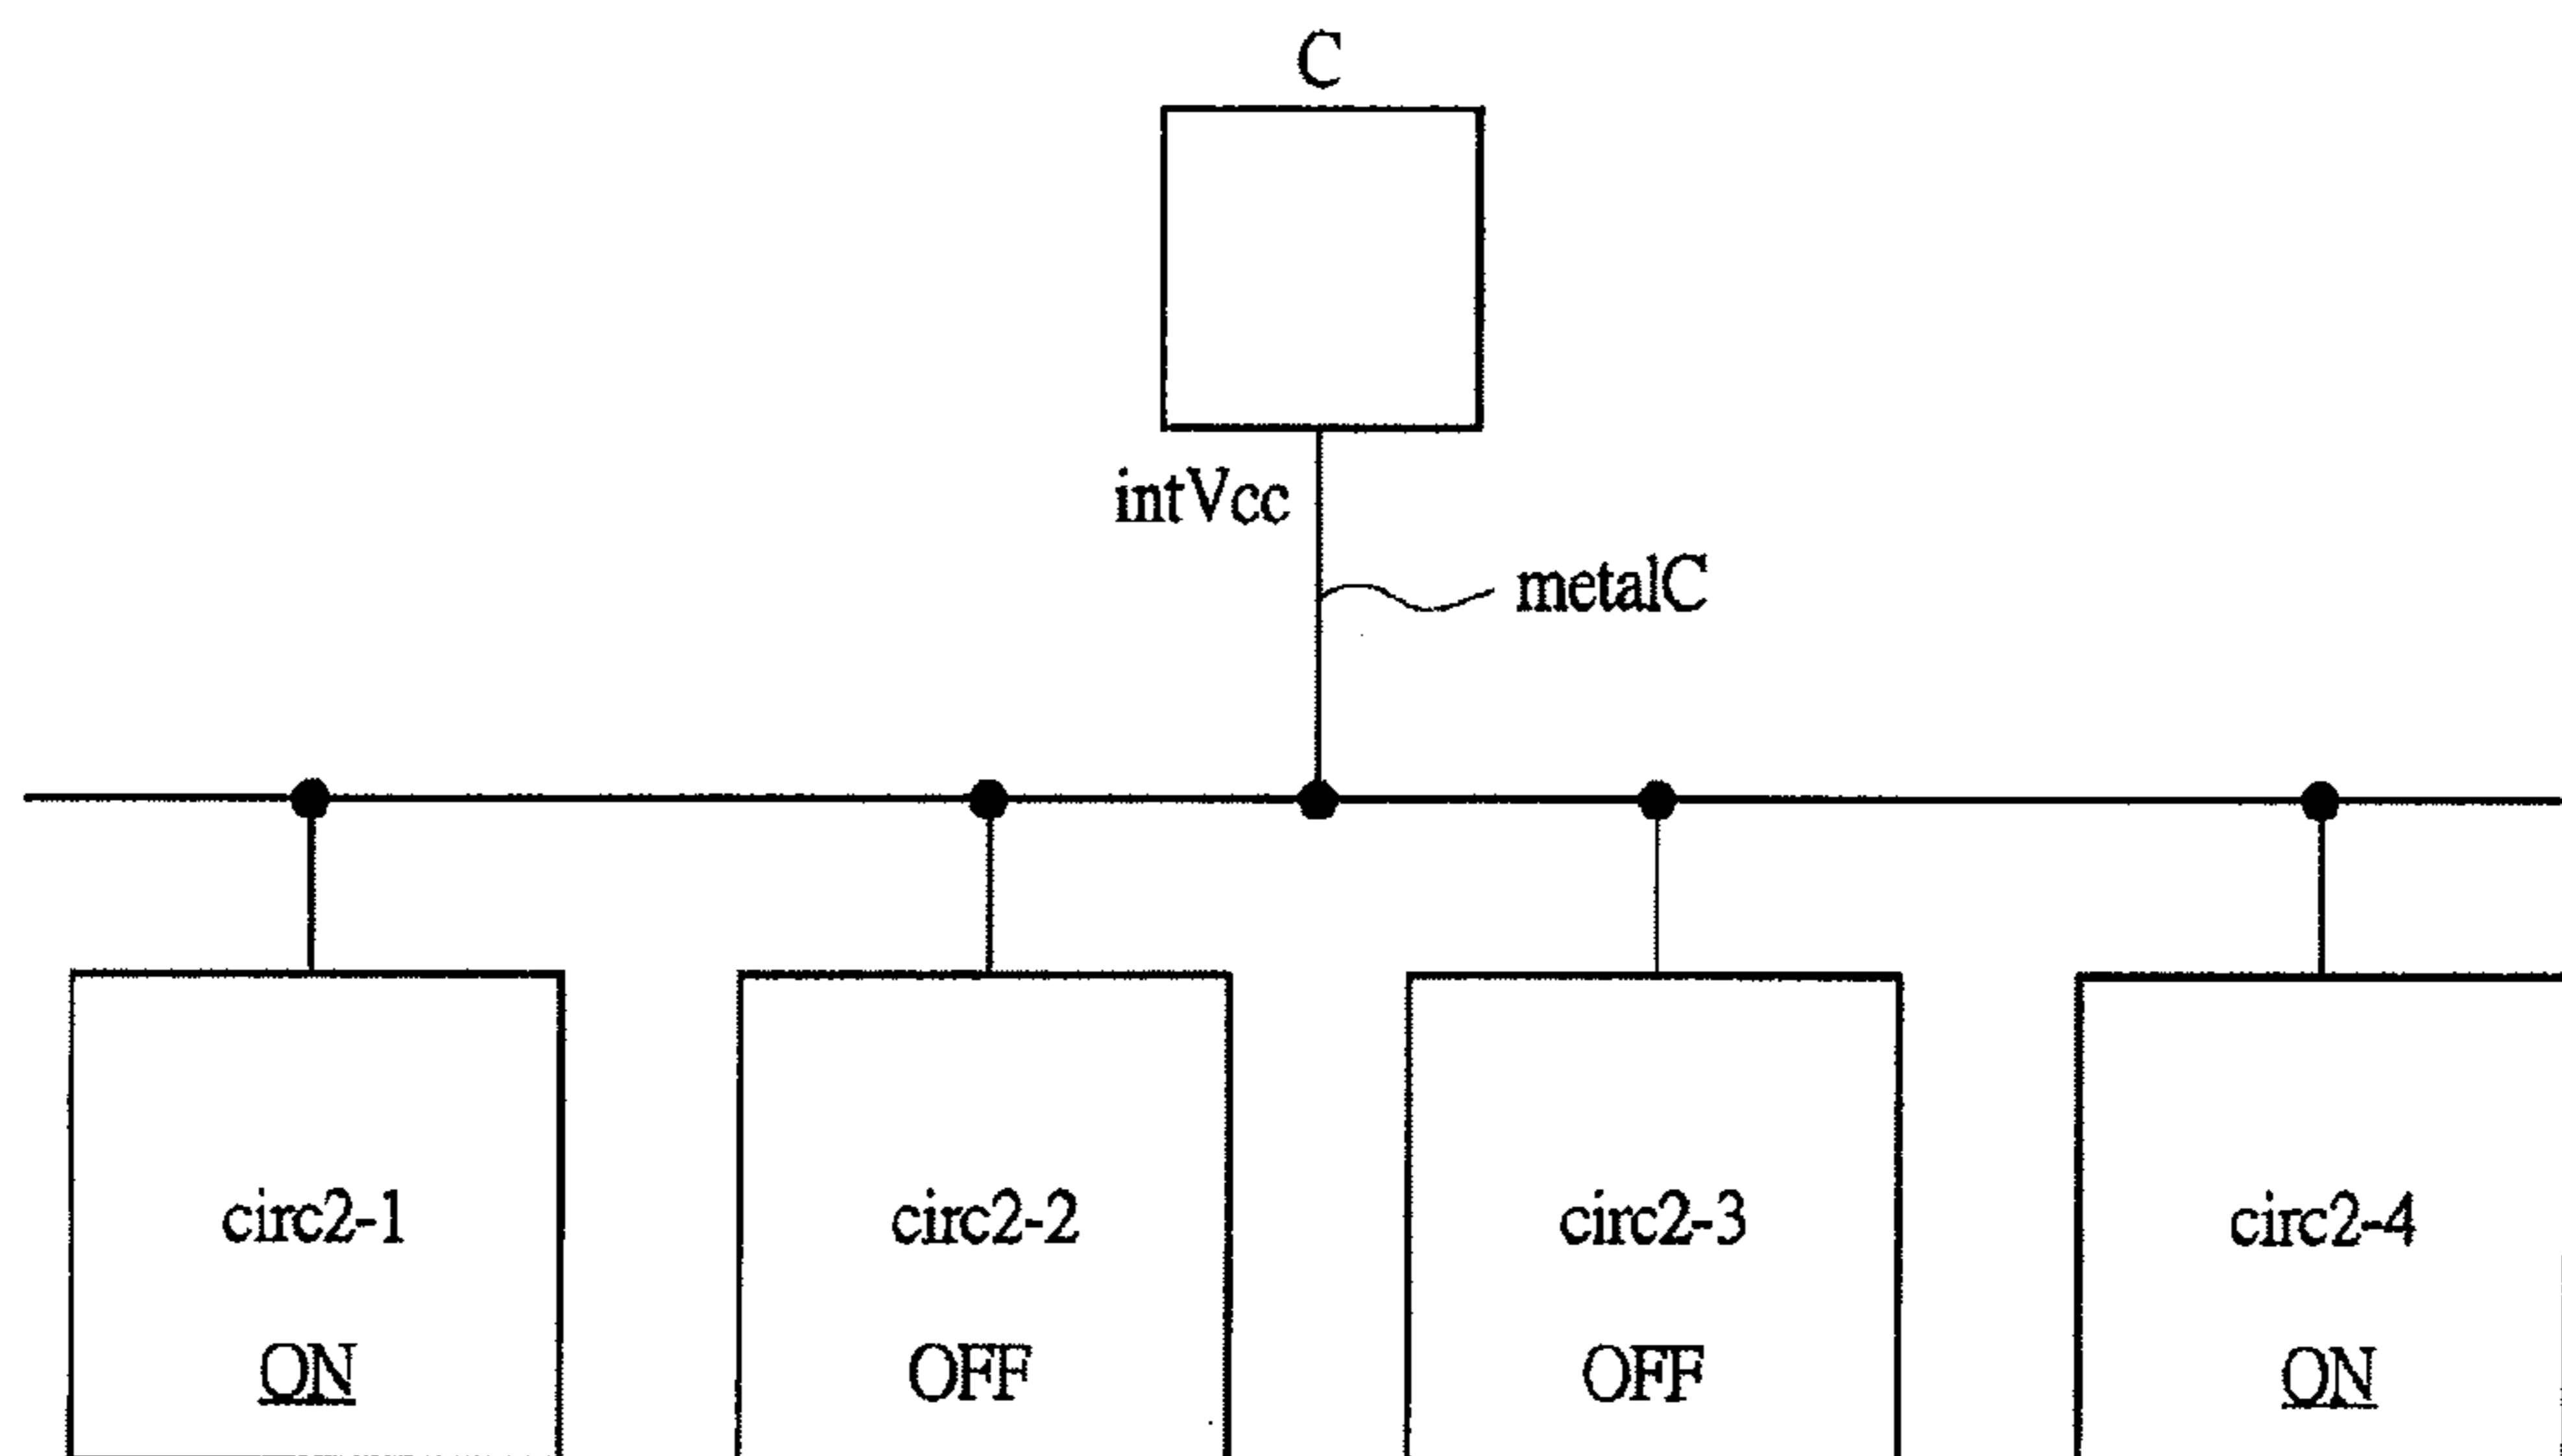 C
intVcc
metalC
circ2-1
circ2-2
circ2-3
circ2-4
ON
OFF
OFF
ON